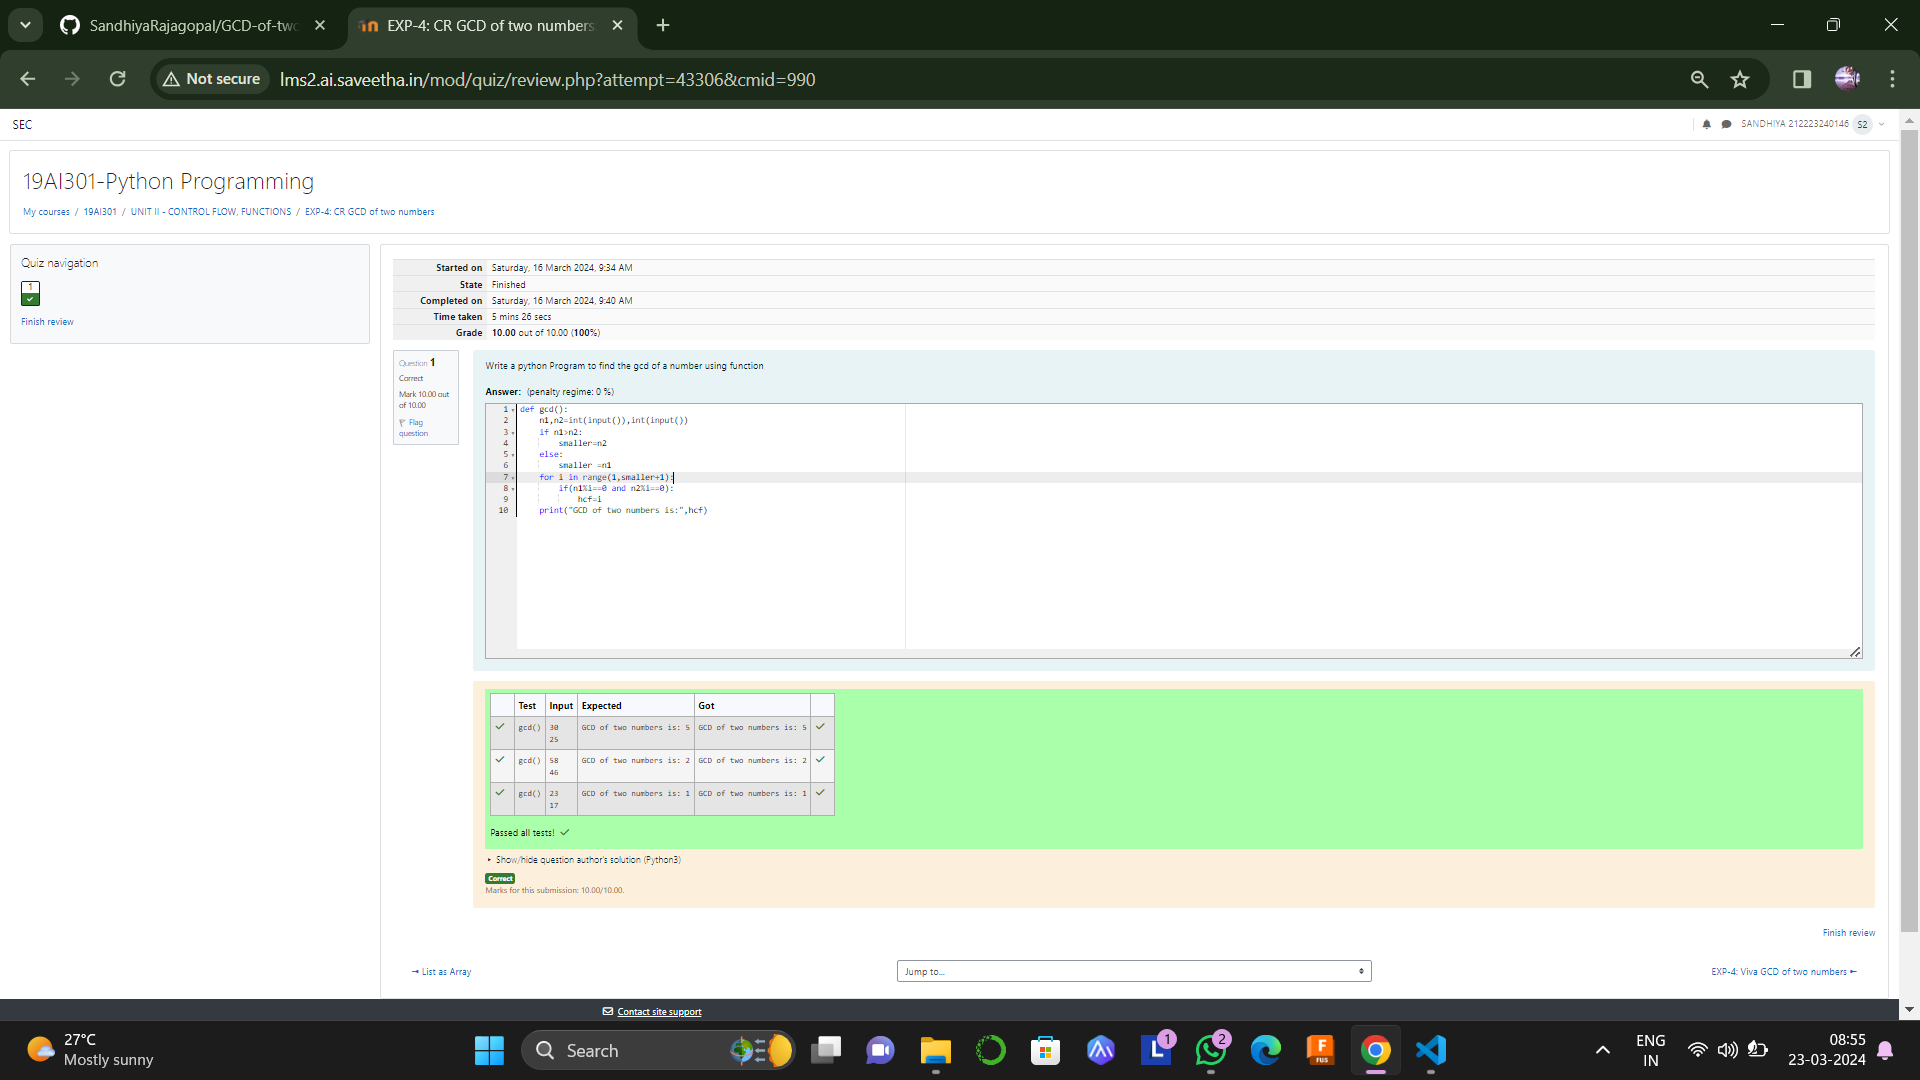 SandhiyaRajagopal/GCD-of-two
EXP-4: CR GCD of two numbers
Not secure
lms2.ai.saveetha.in/mod/quiz/review.php?attempt=43306&cmid=990
SEC
SANDHIYA 212223240146 S2
19AI301-Python Programming
My courses / 19AI301 / UNIT II - CONTROL FLOW, FUNCTIONS / EXP-4: CR GCD of two numbers
Quiz navigation
1
Finish review
Started on Saturday, 16 March 2024, 9:34 AM
State Finished
Completed on Saturday, 16 March 2024, 9:40 AM
Time taken 5 mins 26 secs
Grade 10.00 out of 10.00 (100%)
Question 1
Correct
Mark 10.00 out
of 10.00
Flag
question
Write a python Program to find the gcd of a number using function
Answer: (penalty regime: 0 %)
1 def gcd():
2 n1,n2=int(input()),int(input())
3 if n1>n2:
4 smaller=n2
5 else:
6 smaller =n1
7 for i in range(1,smaller+1):
8 if(n1%i==0 and n2%i==0):
9 hcf=i
10 print("GCD of two numbers is:",hcf)
Test Input Expected Got
gcd() 30 GCD of two numbers is: 5 GCD of two numbers is: 5
25
gcd() 58 GCD of two numbers is: 2 GCD of two numbers is: 2
46
gcd() 23 GCD of two numbers is: 1 GCD of two numbers is: 1
17
Passed all tests!
Show/hide question author's solution (Python3)
Correct
Marks for this submission: 10.00/10.00.
Finish review
List as Array
Jump to...
EXP-4: Viva GCD of two numbers
Contact site support
27°C
Mostly sunny
Search
L 1
2
F
FUS
ENG
IN
08:55
23-03-2024